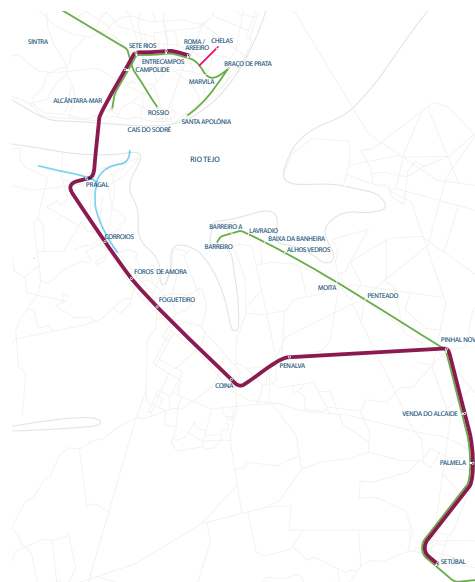 SINTRA
SETE RIOS
ROMA /
AREEIRO
CHELAS
ENTRECAMPOS
CAMPOLIDE
BRAÇO DE PRATA
MARVILA
ALCÂNTARA-MAR
ROSSIO
SANTA APOLÓNIA
CAIS DO SODRÉ
RIO TEJO
PRAGAL
CORROIOS
BARREIRO A
LAVRADIO
BAIXA DA BANHEIRA
BARREIRO
ALHOS VEDROS
FOROS DE AMORA
MOITA
PENTEADO
FOGUETEIRO
PINHAL NOV
PENALVA
COINA
VENDA DO ALCAIDE
PALMELA
SETÚBAL